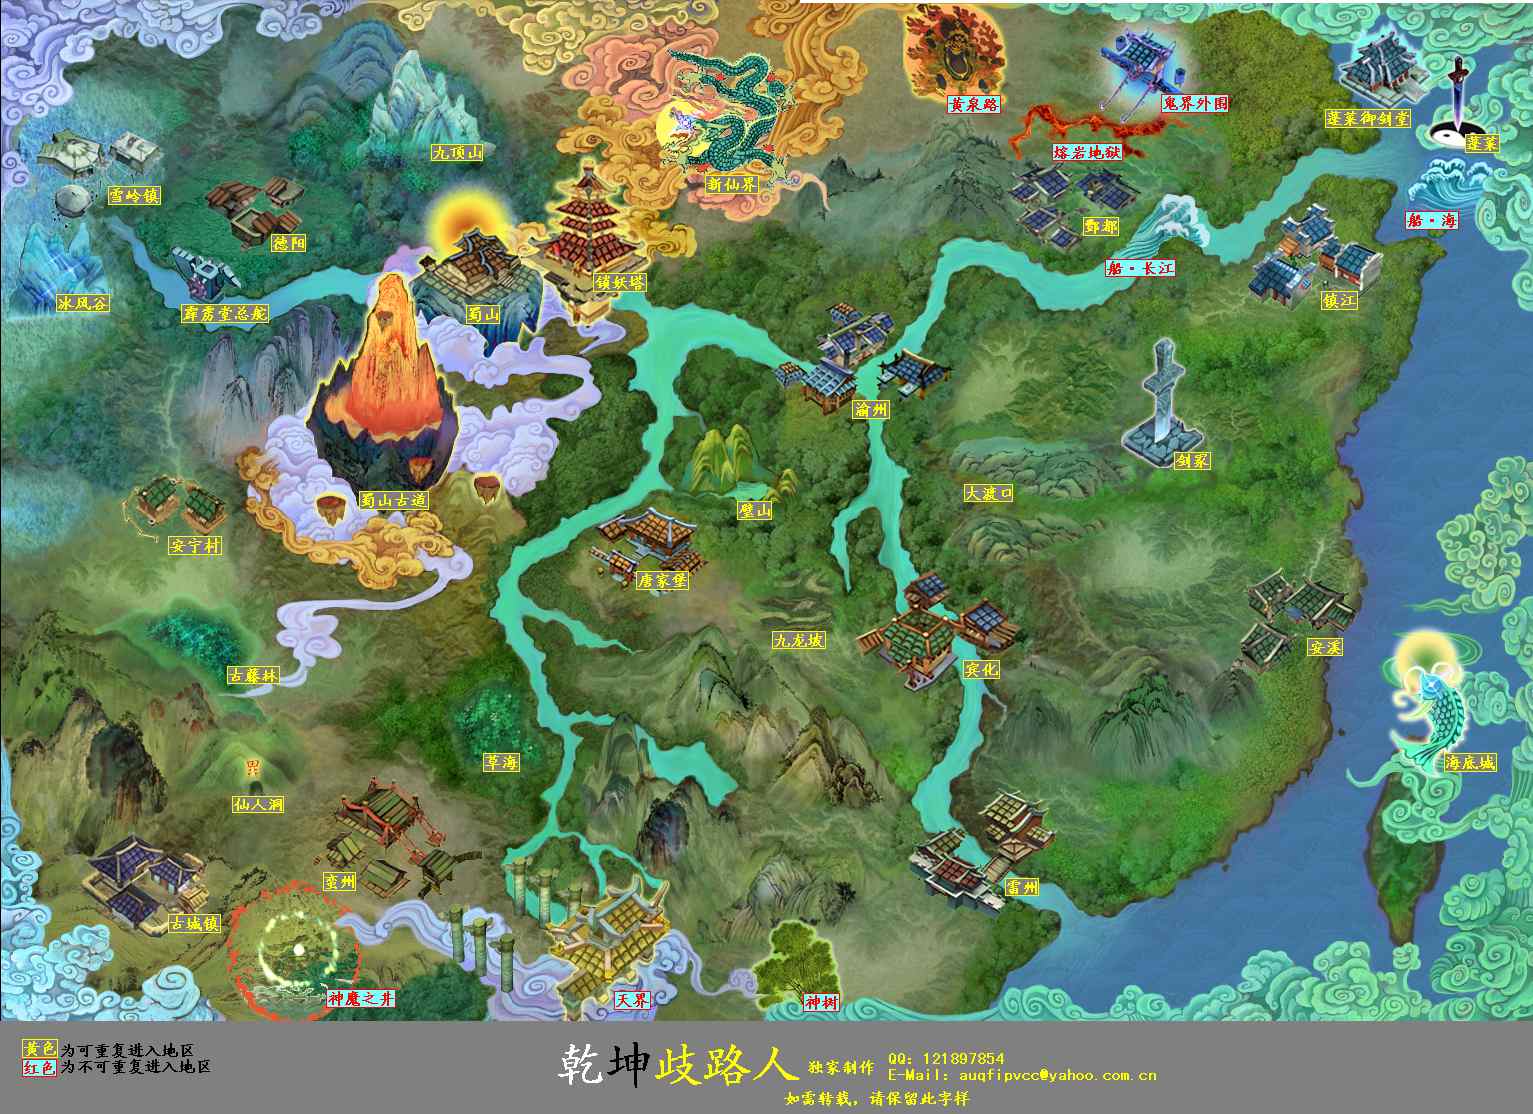 黄泉路
鬼界外围
蓬莱御剑堂
蓬莱
九顶山
熔岩地狱
新仙界
雪岭镇
船·海
酆都
德阳
船·长江
锁妖塔
镇江
冰风谷
霹雳堂总舵
蜀山
渝州
剑冢
大渡口
蜀山古道
璧山
安宁村
唐家堡
九龙坡
安溪
宾化
古藤林
草海
海底城
仙人洞
蛮州
雷州
古城镇
神魔之井
天界
神树
黄色为可重复进入地区
红色为不可重复进入地区
乾坤歧路人 独家制作
QQ: 121897854
E-Mail: auqfipvcc@yahoo.com.cn
如需转载，请保留此字样